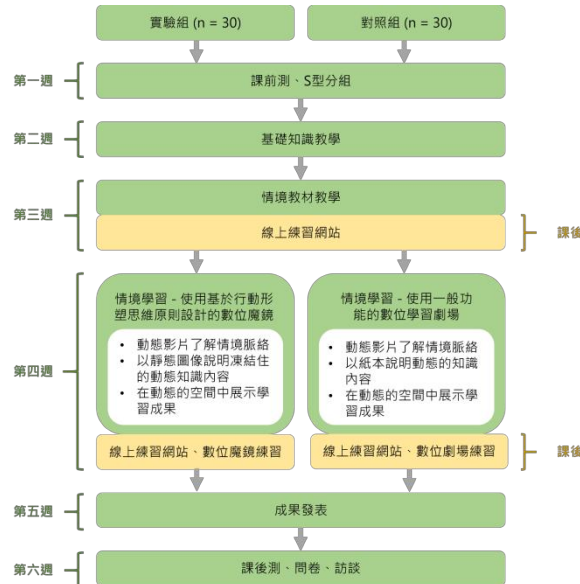 實驗組 (n = 30)
對照組 (n = 30)
第一週
課前測、S型分組
第二週
基礎知識教學
第三週
情境教材教學
線上練習網站
課後
第四週
情境學習 - 使用基於行動形
塑思維原則設計的數位魔鏡
• 動態影片了解情境脈絡
• 以靜態圖像說明凍結住
的動態知識內容
• 在動態的空間中展示學
習成果
線上練習網站、數位魔鏡練習
情境學習 - 使用一般功
能的數位學習劇場
• 動態影片了解情境脈絡
• 以紙本說明動態的知識
內容
• 在動態的空間中展示學
習成果
線上練習網站、數位劇場練習
課後
第五週
成果發表
第六週
課後測、問卷、訪談